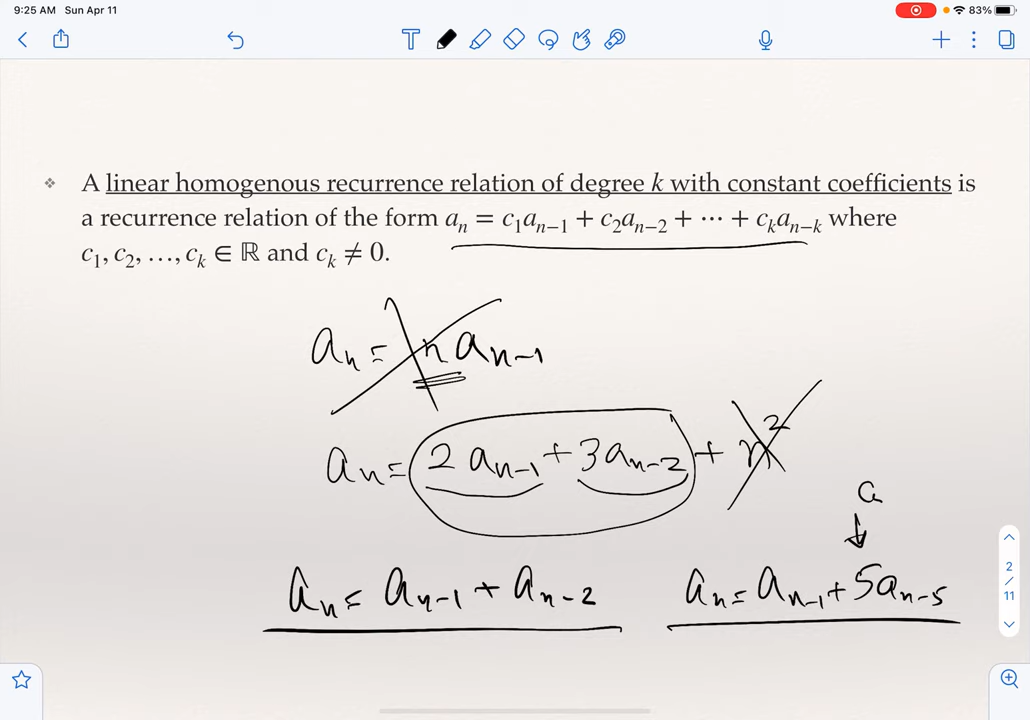 9:25 AM Sun Apr 11
83%
T
❖ A linear homogenous recurrence relation of degree k with constant coefficients is
a recurrence relation of the form aₙ = c₁aₙ₋₁ + c₂aₙ₋₂ + ⋯ + cₖaₙ₋ₖ where
c₁, c₂, …, cₖ ∈ ℝ and cₖ ≠ 0.
aₙ = n aₙ₋₁
aₙ = 2 aₙ₋₁ + 3aₙ₋₂ + n²
a
↓
aₙ = aₙ₋₁ + aₙ₋₂
aₙ = aₙ₋₁ + 5aₙ₋₅
2
/
11